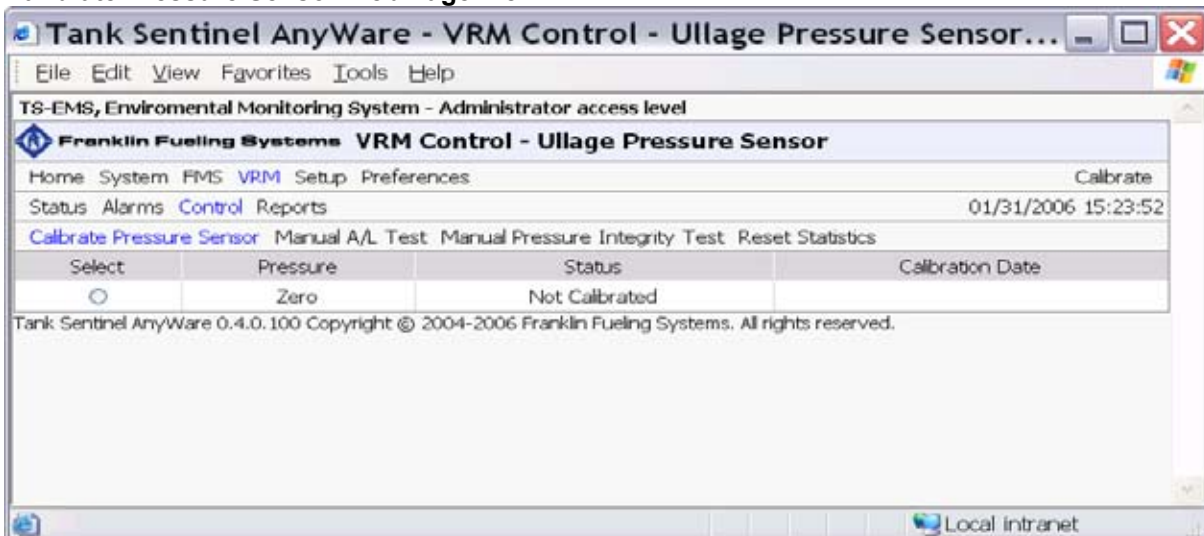 Tank Sentinel AnyWare - VRM Control - Ullage Pressure Sensor...
File Edit View Favorites Tools Help
TS-EMS, Enviromental Monitoring System - Administrator access level
Franklin Fueling Systems VRM Control - Ullage Pressure Sensor
Home System FMS VRM Setup Preferences Calibrate
Status Alarms Control Reports 01/31/2006 15:23:52
Calibrate Pressure Sensor Manual A/L Test Manual Pressure Integrity Test Reset Statistics
Select Pressure Status Calibration Date
Zero Not Calibrated
Tank Sentinel AnyWare 0.4.0.100 Copyright © 2004-2006 Franklin Fueling Systems. All rights reserved.
Local intranet